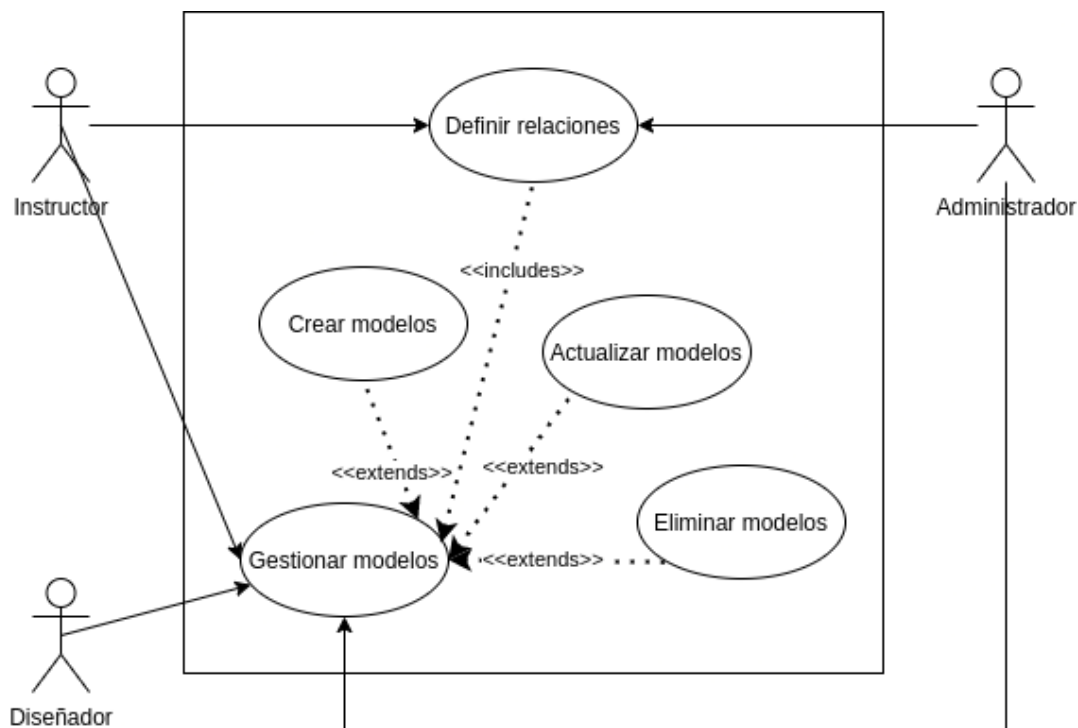 Definir relaciones
Instructor
Administrador
<<includes>>
Crear modelos
Actualizar modelos
<<extends>>
<<extends>>
Eliminar modelos
Gestionar modelos
<<extends>>
Diseñador